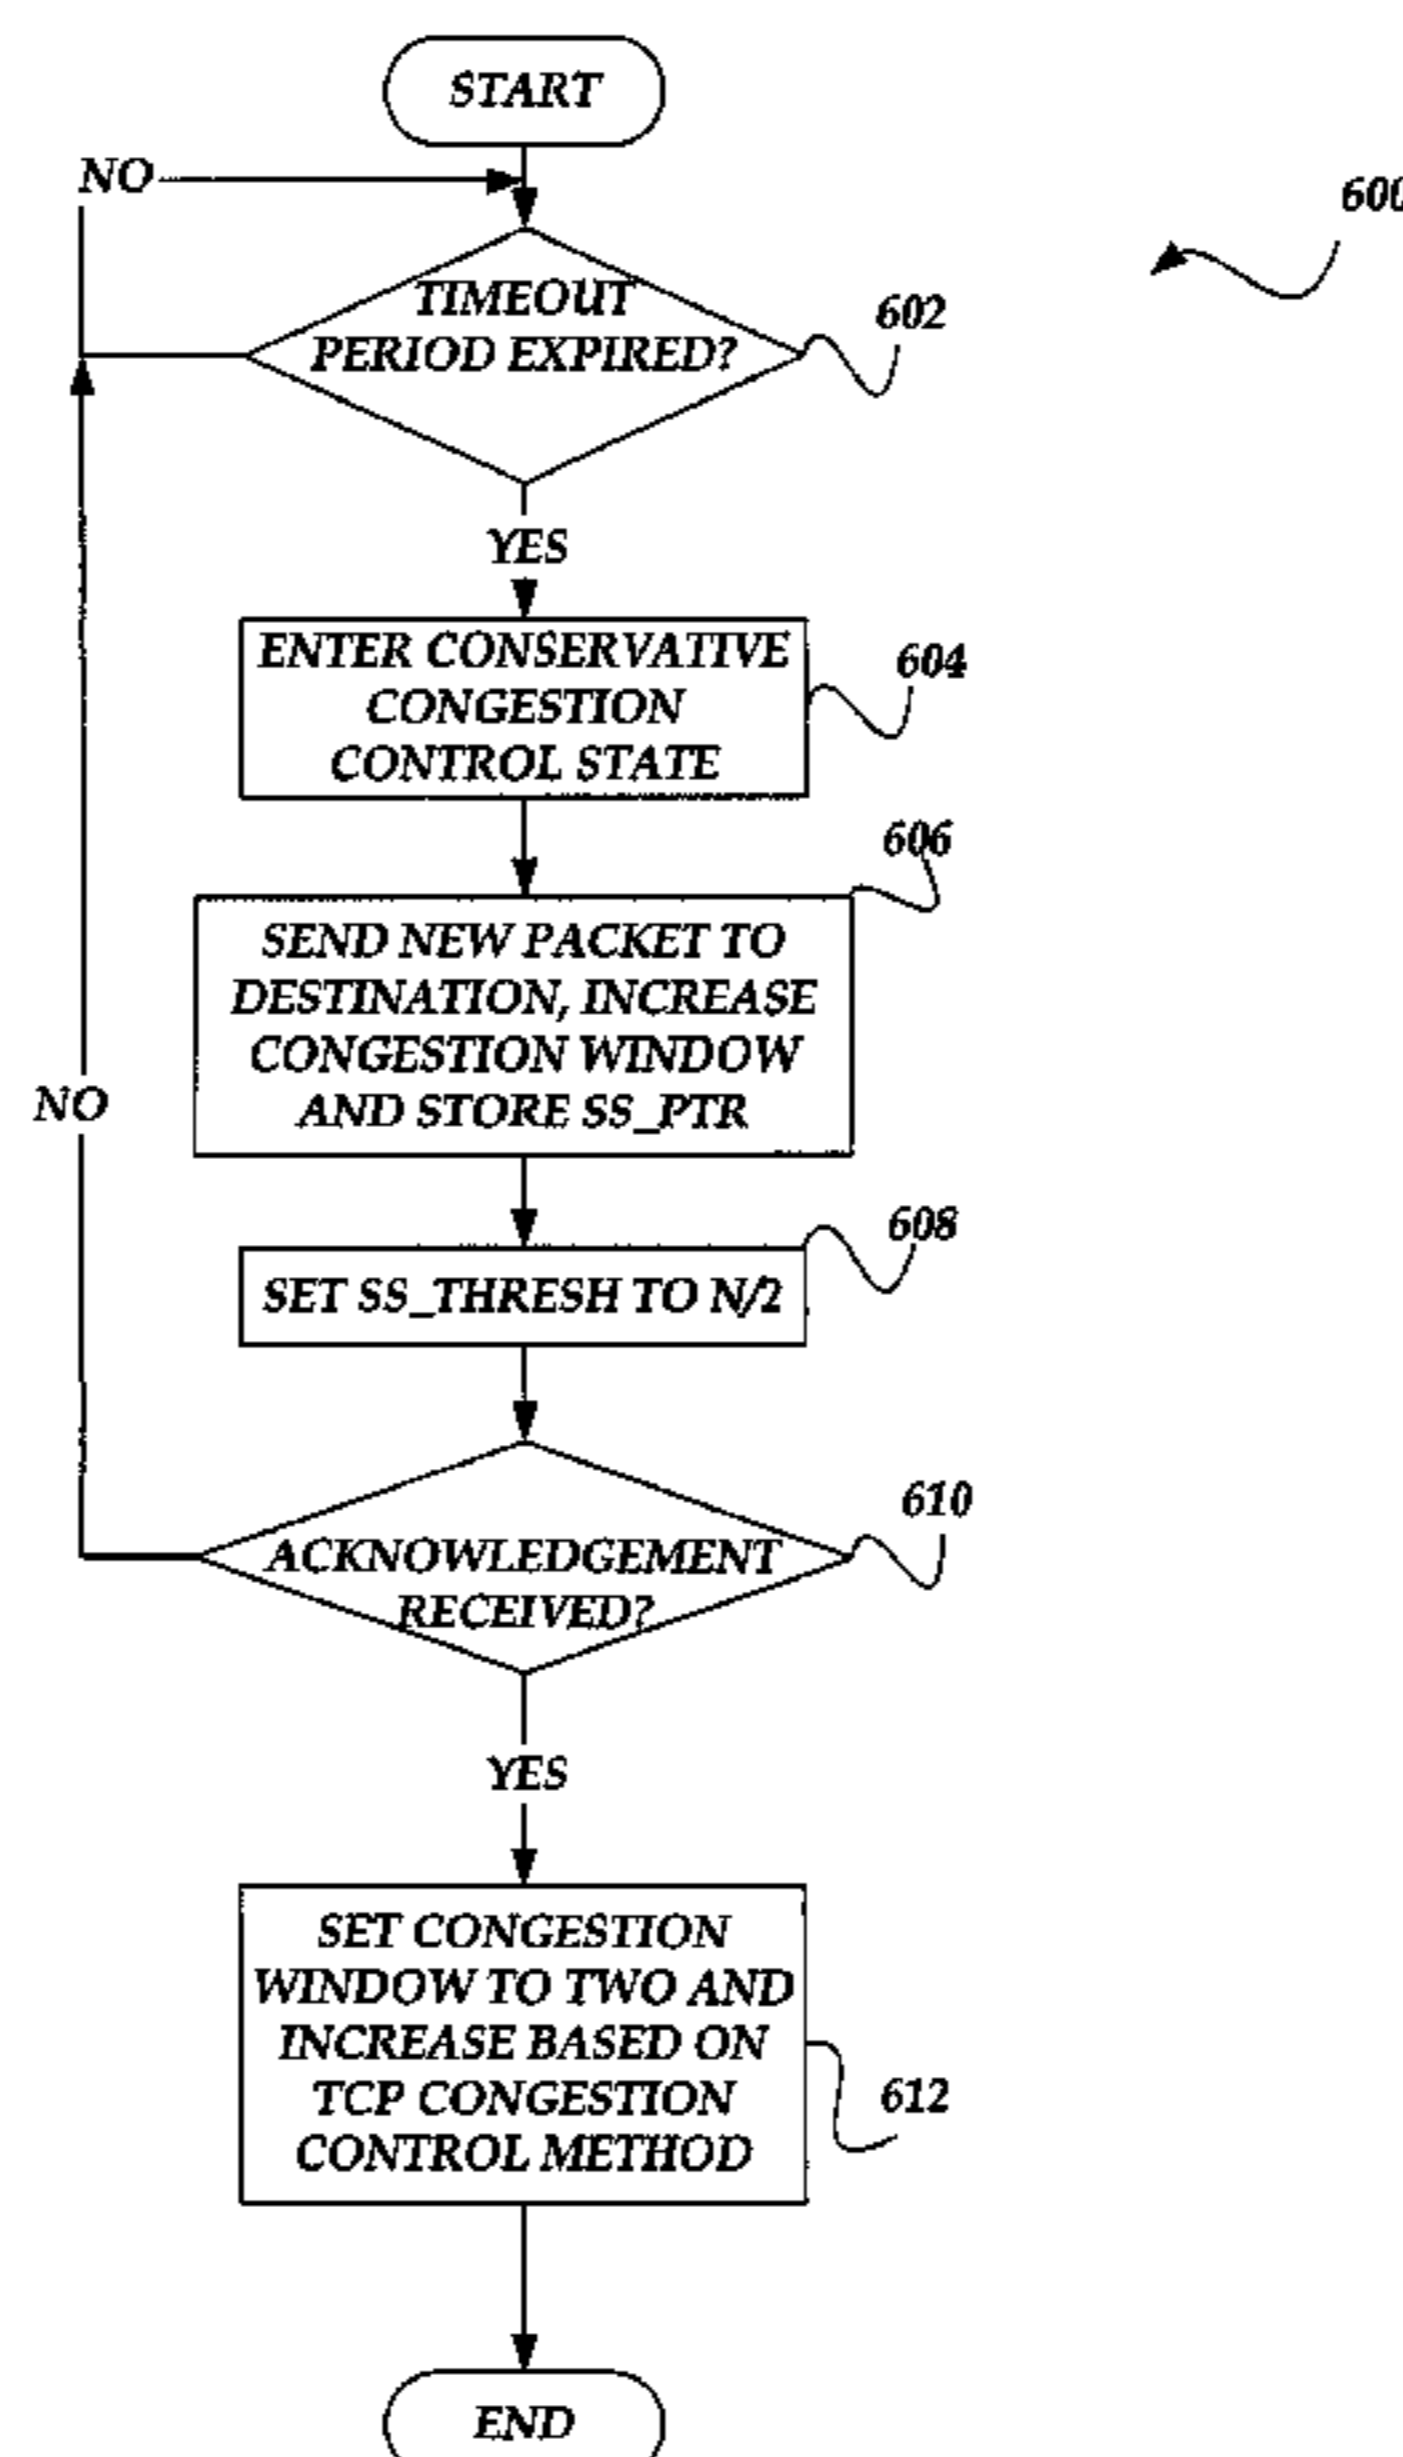 START
NO
600
TIMEOUT
PERIOD EXPIRED?
602
YES
ENTER CONSERVATIVE
CONGESTION
CONTROL STATE
604
606
SEND NEW PACKET TO
DESTINATION, INCREASE
CONGESTION WINDOW
AND STORE SS_PTR
NO
608
SET SS_THRESH TO N/2
610
ACKNOWLEDGEMENT
RECEIVED?
YES
SET CONGESTION
WINDOW TO TWO AND
INCREASE BASED ON
TCP CONGESTION
CONTROL METHOD
612
END